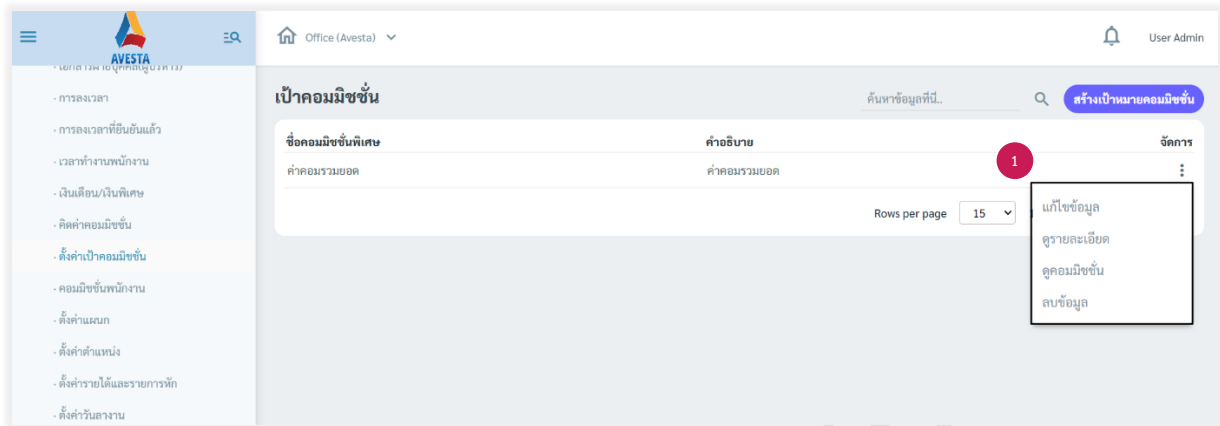 AVESTA
Office (Avesta)
User Admin
- การลงเวลา
- การลงเวลาที่ยืนยันแล้ว
- เวลาทำงานพนักงาน
- เงินเดือน/เงินพิเศษ
- คิดค่าคอมมิชชั่น
- ตั้งค่าเป้าคอมมิชชั่น
- คอมมิชชั่นพนักงาน
- ตั้งค่าแผนก
- ตั้งค่าตำแหน่ง
- ตั้งค่ารายได้และรายการหัก
- ตั้งค่าวันลางาน
เป้าคอมมิชชั่น
ค้นหาข้อมูลที่นี่..
สร้างเป้าหมายคอมมิชชั่น
ชื่อคอมมิชชั่นพิเศษ คำอธิบาย จัดการ
ค่าคอมรวมยอด ค่าคอมรวมยอด
1
Rows per page 15
แก้ไขข้อมูล
ดูรายละเอียด
ดูคอมมิชชั่น
ลบข้อมูล